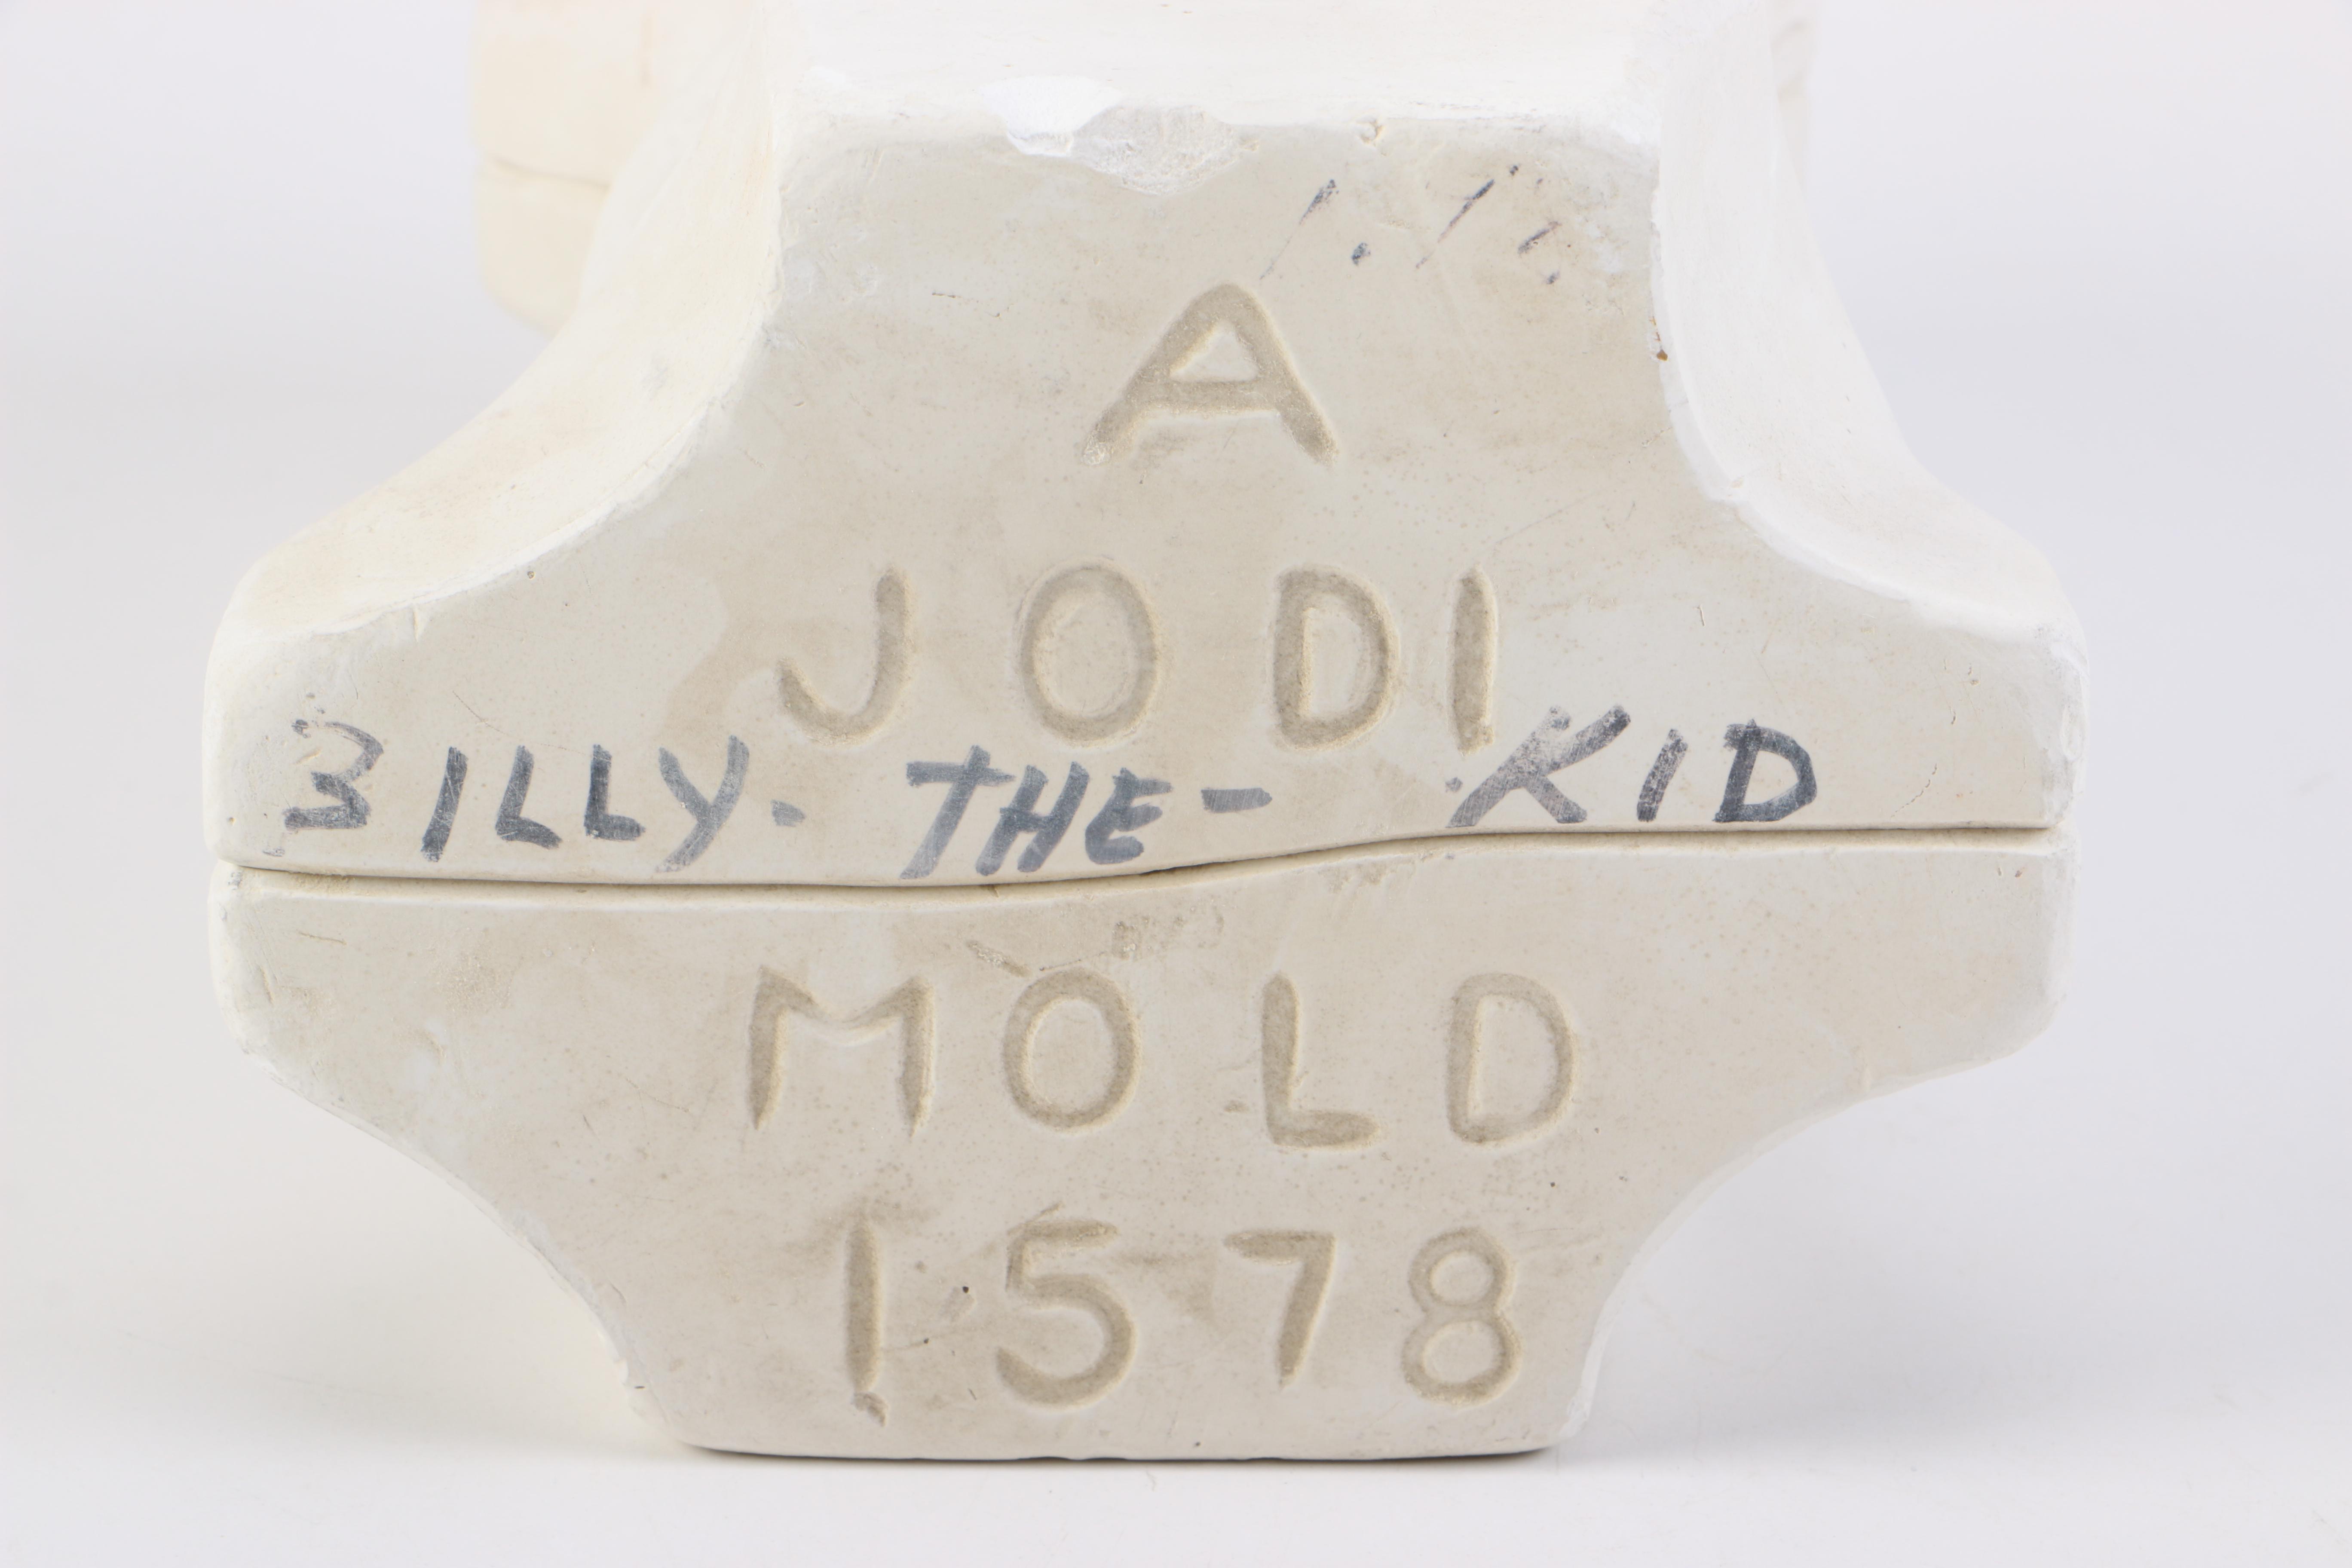 A
JODI
BILLY. THE - KID
MOLD
1578